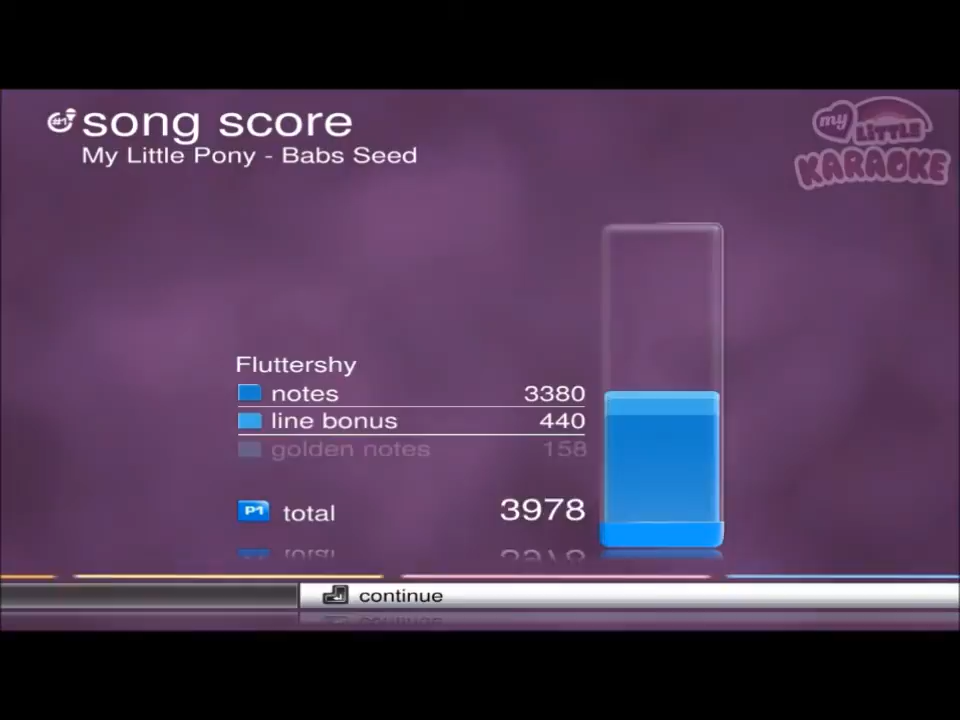 #1
song score
My Little Pony - Babs Seed
my
LITTLE
KARAOKE
Fluttershy
notes 3380
line bonus 440
golden notes 158
P1 total 3978
continue